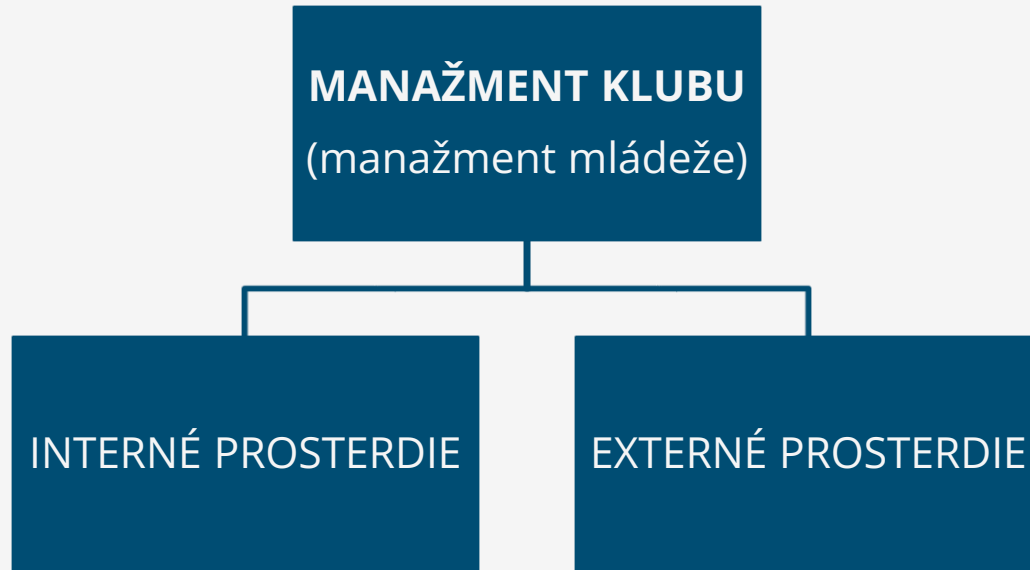 MANAŽMENT KLUBU
(manažment mládeže)
INTERNÉ PROSTERDIE
EXTERNÉ PROSTERDIE